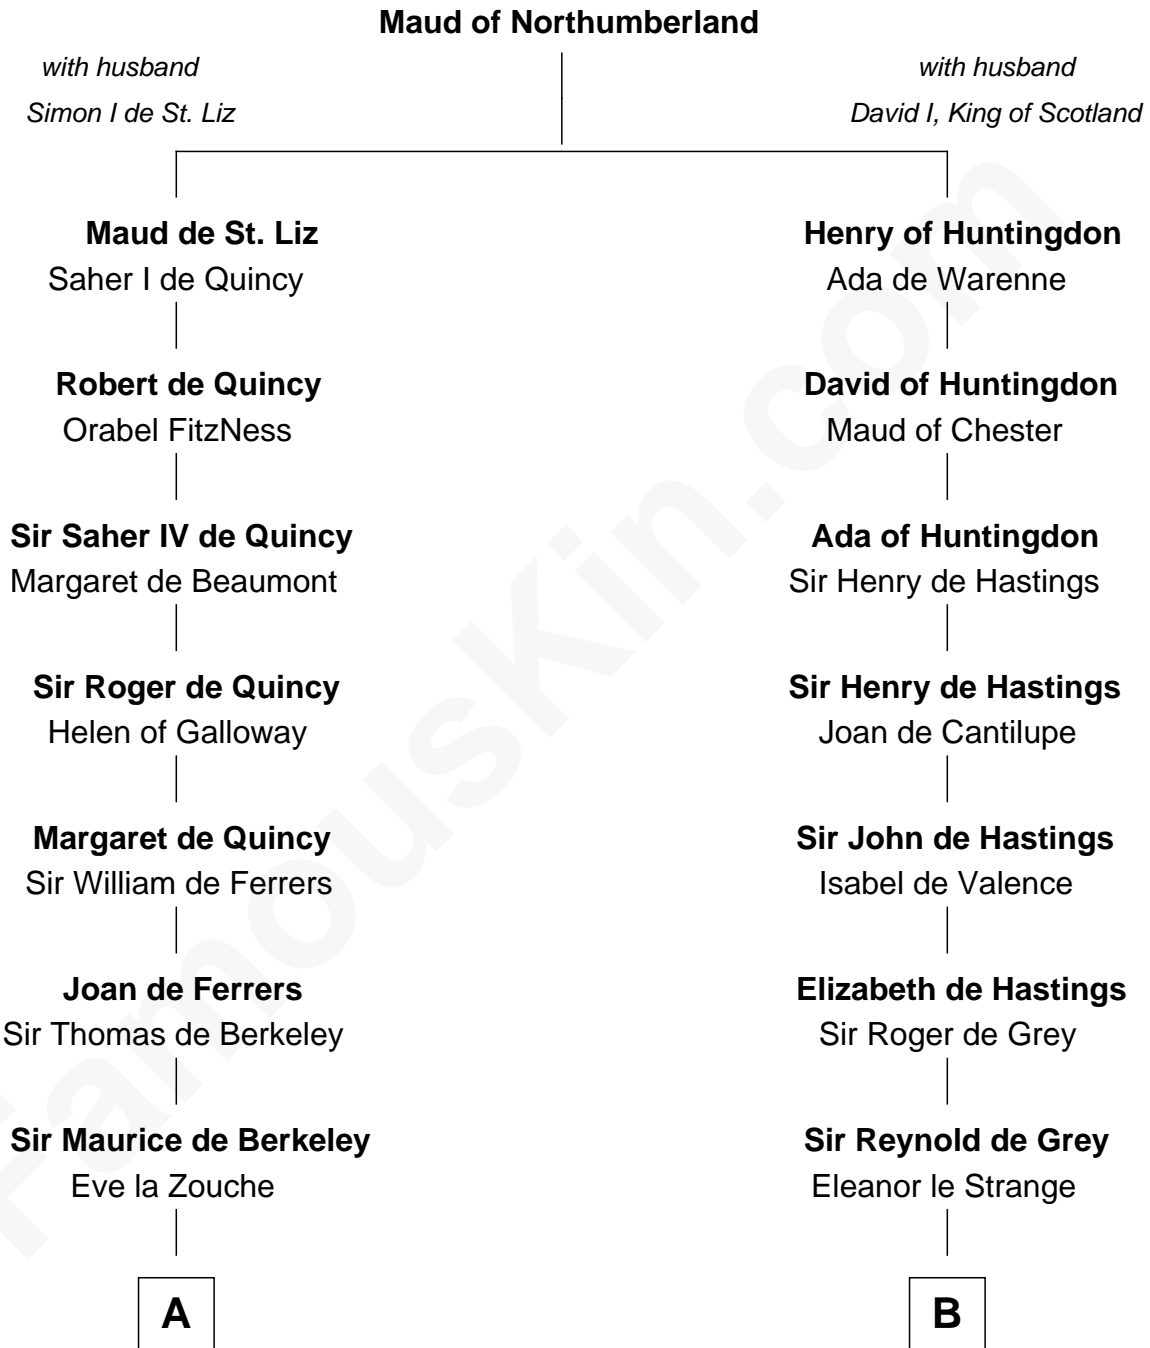 Maud of Northumberland
with husband
Simon I de St. Liz
with husband
David I, King of Scotland
Maud de St. Liz
Saher I de Quincy
Henry of Huntingdon
Ada de Warenne
Robert de Quincy
Orabel FitzNess
David of Huntingdon
Maud of Chester
Sir Saher IV de Quincy
Margaret de Beaumont
Ada of Huntingdon
Sir Henry de Hastings
Sir Roger de Quincy
Helen of Galloway
Sir Henry de Hastings
Joan de Cantilupe
Margaret de Quincy
Sir William de Ferrers
Sir John de Hastings
Isabel de Valence
Joan de Ferrers
Sir Thomas de Berkeley
Elizabeth de Hastings
Sir Roger de Grey
Sir Maurice de Berkeley
Eve la Zouche
Sir Reynold de Grey
Eleanor le Strange
A
B
FamousKin.com